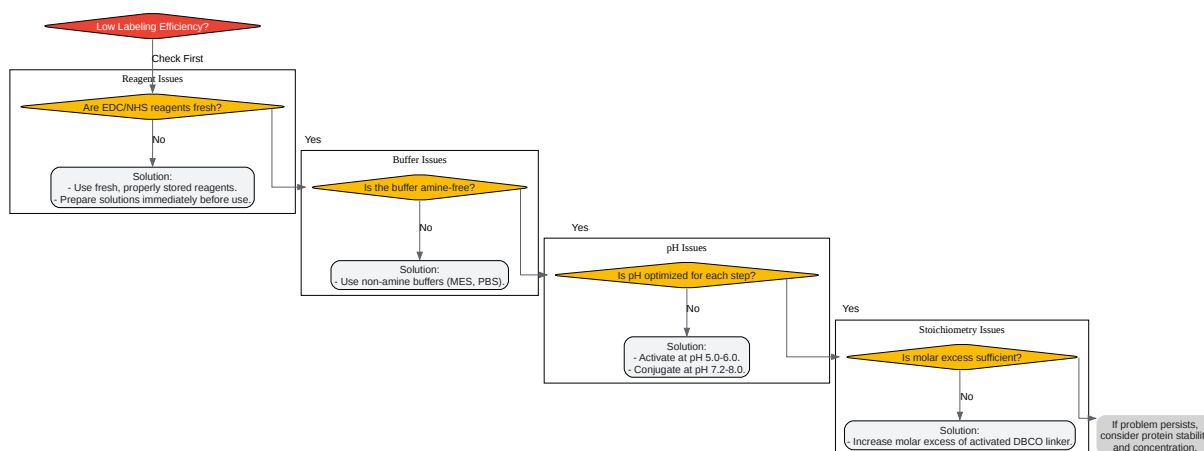 Low Labeling Efficiency?
Check First
Reagent Issues
Are EDC/NHS reagents fresh?
No
Yes
Solution:
- Use fresh, properly stored reagents.
- Prepare solutions immediately before use.
Buffer Issues
Is the buffer amine-free?
No
Yes
Solution:
- Use non-amine buffers (MES, PBS).
pH Issues
Is pH optimized for each step?
No
Yes
Solution:
- Activate at pH 5.0-6.0.
- Conjugate at pH 7.2-8.0.
Stoichiometry Issues
Is molar excess sufficient?
No
Solution:
- Increase molar excess of activated DBCO linker.
If problem persists,
consider protein stabilit
and concentration.